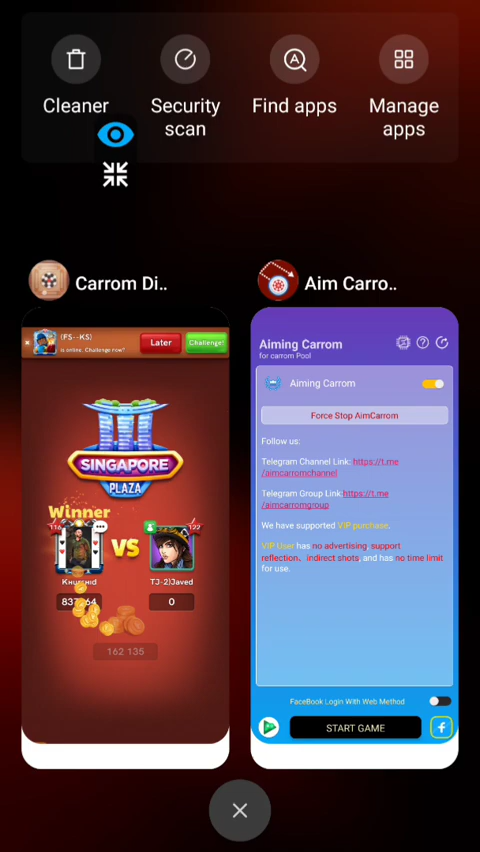 Cleaner
Security
scan
Find apps
Manage
apps
Carrom Di..
Aim Carro..
(FS--KS)
is online. Challenge now?
Later
Challenge!
SINGAPORE
PLAZA
Winner
116
122
VS
Khurshid
TJ-2)Javed
0
162 135
Aiming Carrom
for carrom Pool
Aiming Carrom
Force Stop AimCarrom
Follow us:
Telegram Channel Link: https://t.me
/aimcarromchannel
Telegram Group Link:https://t.me
/aimcarromgroup
We have supported VIP purchase.
VIP User has no advertising, support
reflection、indirect shots, and has no time limit
for use.
FaceBook Login With Web Method
START GAME